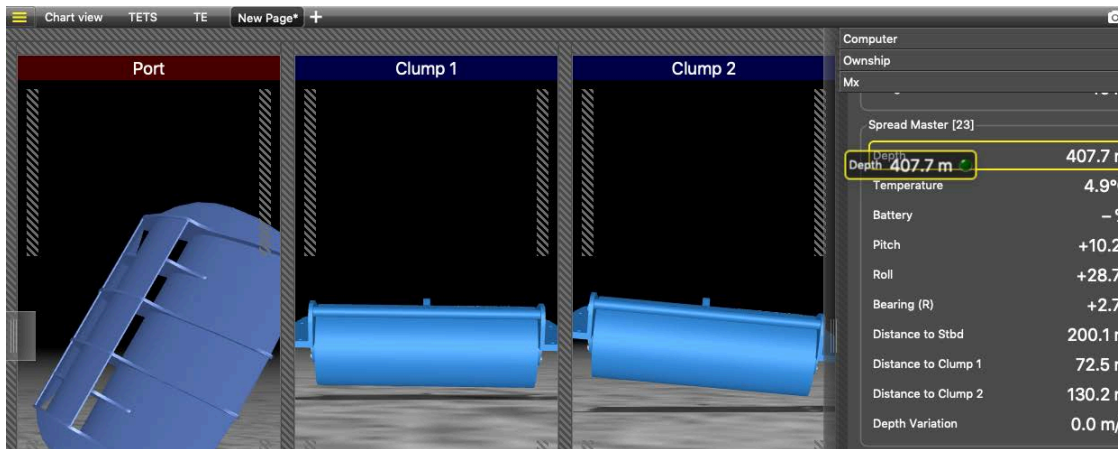 Chart view TETS TE New Page* +
Port
Clump 1
Clump 2
Computer
Ownship
Mx
Spread Master [23]
Depth 407.7
Depth 407.7 m
Temperature 4.9°
Battery –
Pitch +10.2
Roll +28.7
Bearing (R) +2.7
Distance to Stbd 200.1
Distance to Clump 1 72.5
Distance to Clump 2 130.2
Depth Variation 0.0 m/